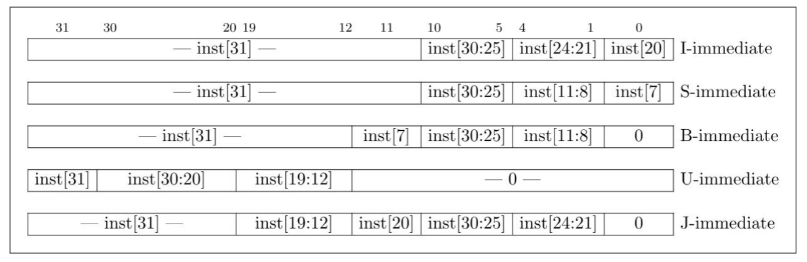 31 30 20 19 12 11 10 5 4 1 0
— inst[31] — inst[30:25] inst[24:21] inst[20] I-immediate
— inst[31] — inst[30:25] inst[11:8] inst[7] S-immediate
— inst[31] — inst[7] inst[30:25] inst[11:8] 0 B-immediate
inst[31] inst[30:20] inst[19:12] — 0 — U-immediate
— inst[31] — inst[19:12] inst[20] inst[30:25] inst[24:21] 0 J-immediate